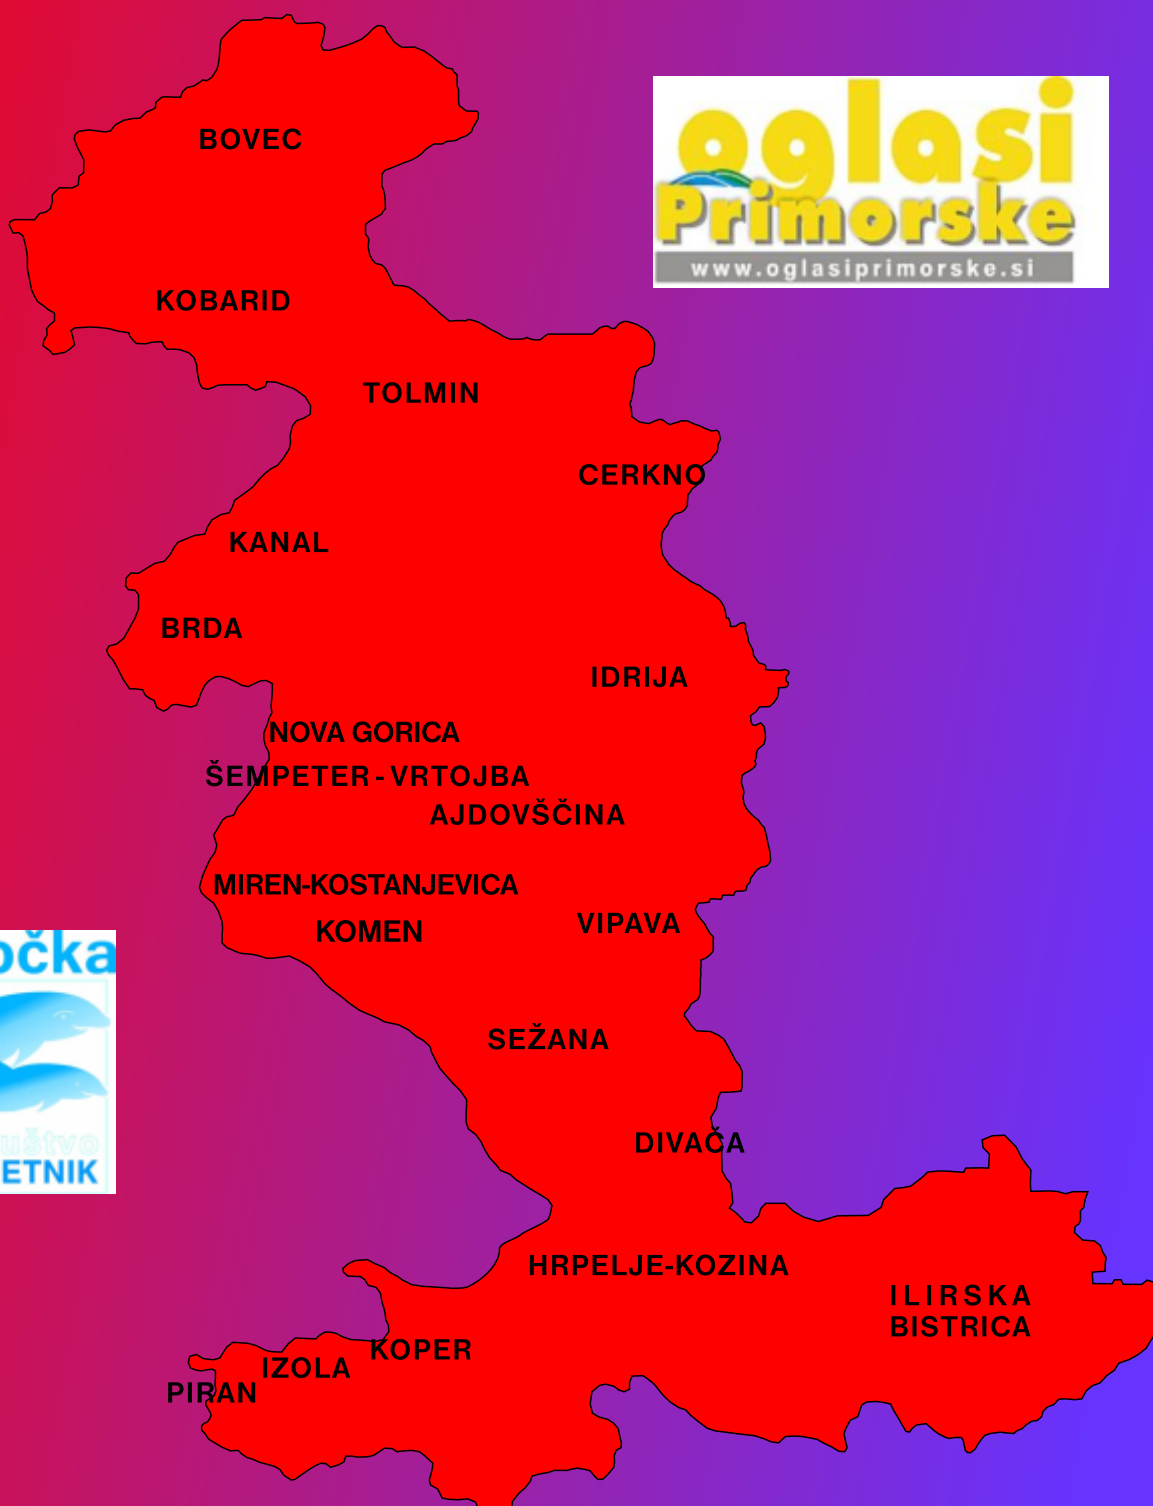 BOVEC
oglasi
Primorske
www.oglasiprimorske.si
KOBARID
TOLMIN
CERKNO
KANAL
BRDA
IDRIJA
NOVA GORICA
ŠEMPETER - VRTOJBA
AJDOVŠČINA
MIREN-KOSTANJEVICA
KOMEN
VIPAVA
očka
uštvo
ETNIK
SEŽANA
DIVAČA
HRPELJE-KOZINA
ILIRSKA
BISTRICA
KOPER
IZOLA
PIRAN